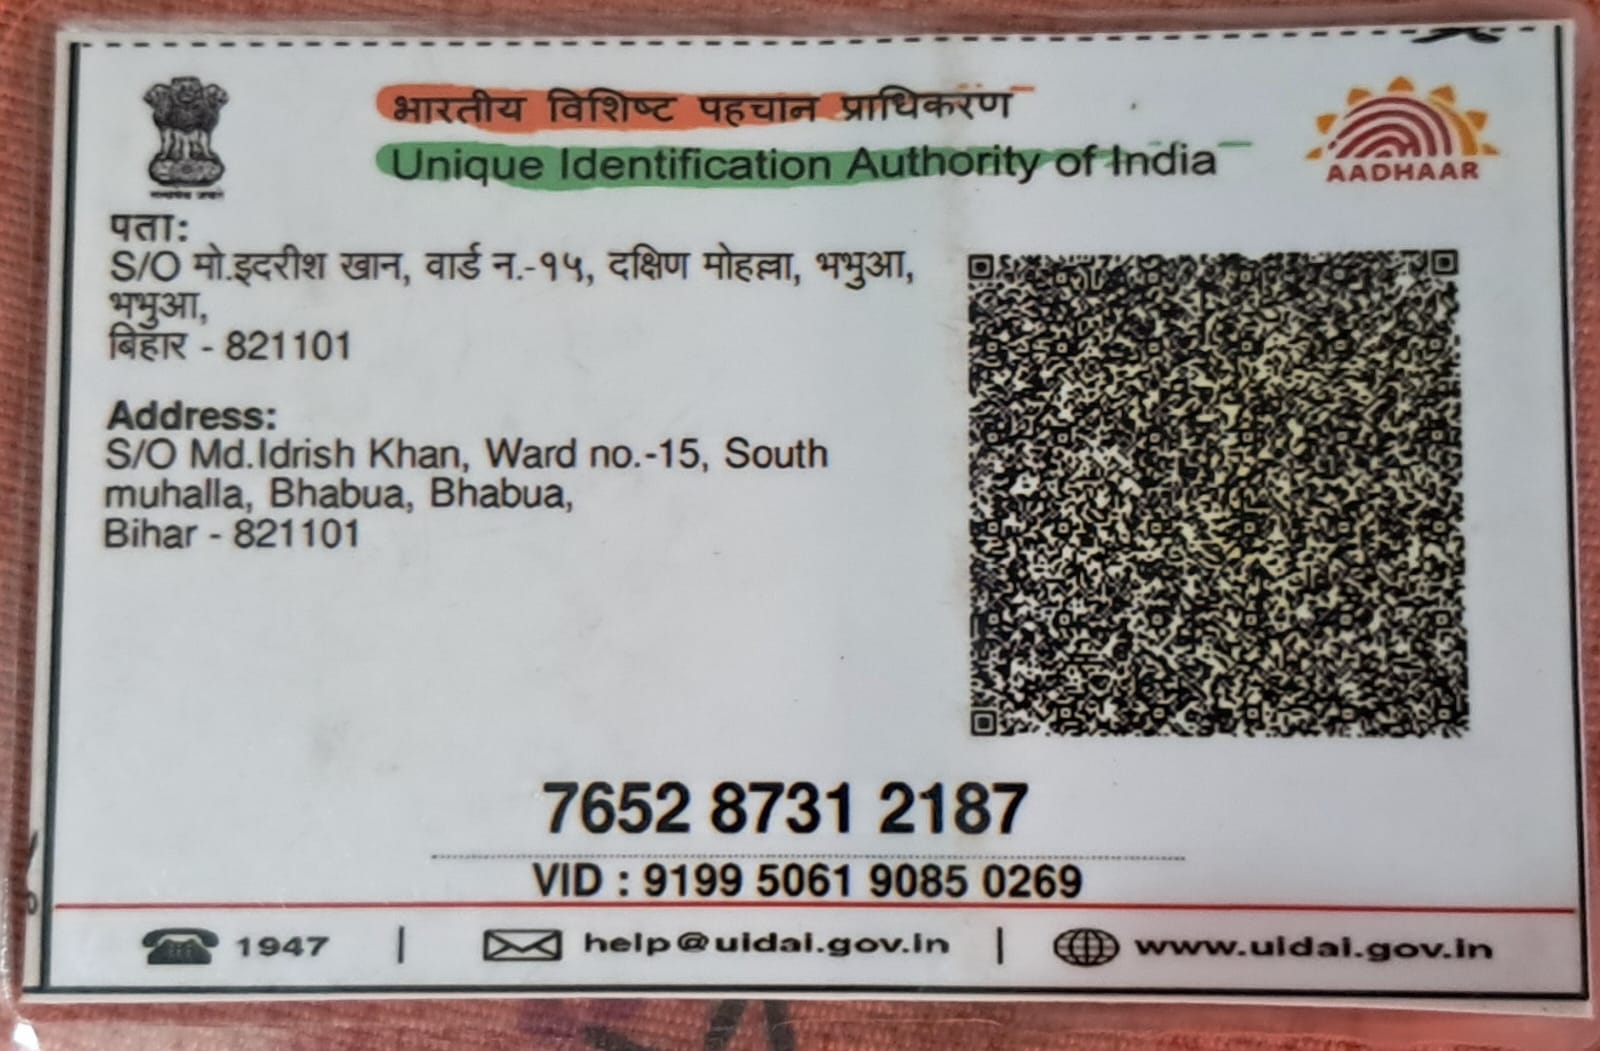 भारतीय विशिष्ट पहचान प्राधिकरण
Unique Identification Authority of India
AADHAAR
पता:
S/O मो.इदरीश खान, वार्ड न.-१५, दक्षिण मोहल्ला, भभुआ,
भभुआ,
बिहार - 821101
Address:
S/O Md.Idrish Khan, Ward no.-15, South
muhalla, Bhabua, Bhabua,
Bihar - 821101
7652 8731 2187
VID : 9199 5061 9085 0269
1947 | help@uidai.gov.in | www.uidai.gov.in